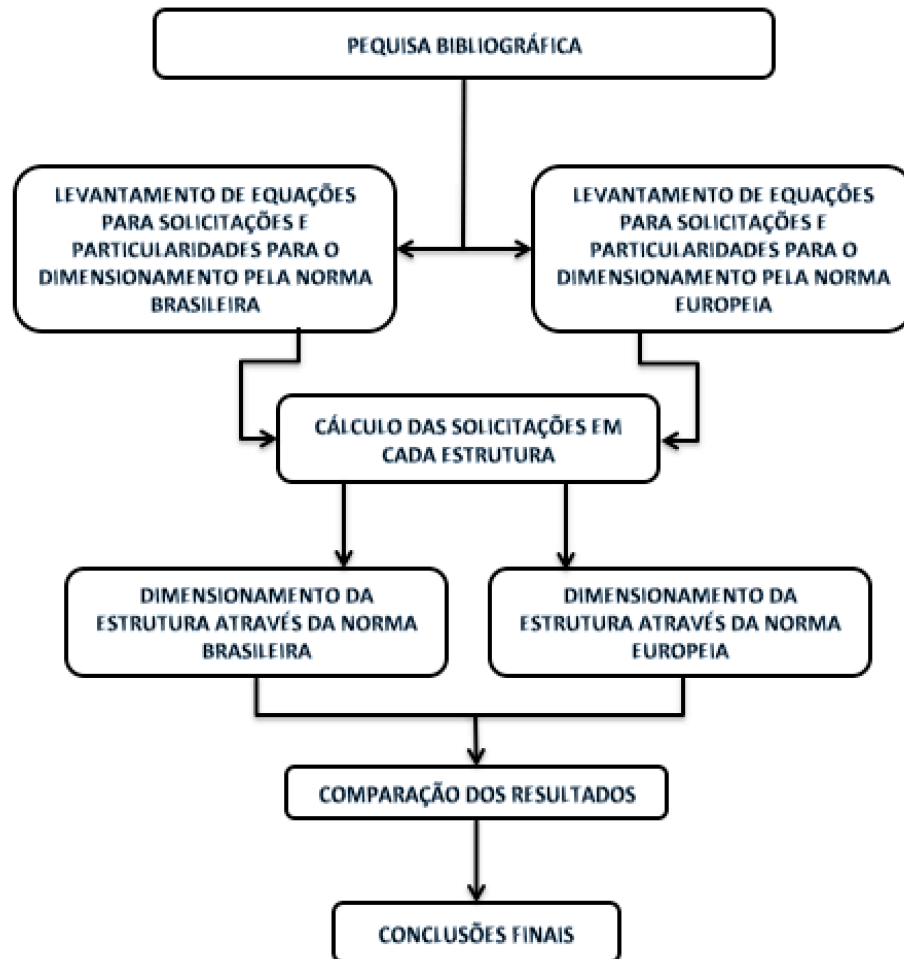 PEQUISA BIBLIOGRÁFICA
LEVANTAMENTO DE EQUAÇÕES
PARA SOLICITAÇÕES E
PARTICULARIDADES PARA O
DIMENSIONAMENTO PELA NORMA
BRASILEIRA
LEVANTAMENTO DE EQUAÇÕES
PARA SOLICITAÇÕES E
PARTICULARIDADES PARA O
DIMENSIONAMENTO PELA NORMA
EUROPEIA
CÁLCULO DAS SOLICITAÇÕES EM
CADA ESTRUTURA
DIMENSIONAMENTO DA
ESTRUTURA ATRAVÉS DA NORMA
BRASILEIRA
DIMENSIONAMENTO DA
ESTRUTURA ATRAVÉS DA NORMA
EUROPEIA
COMPARAÇÃO DOS RESULTADOS
CONCLUSÕES FINAIS